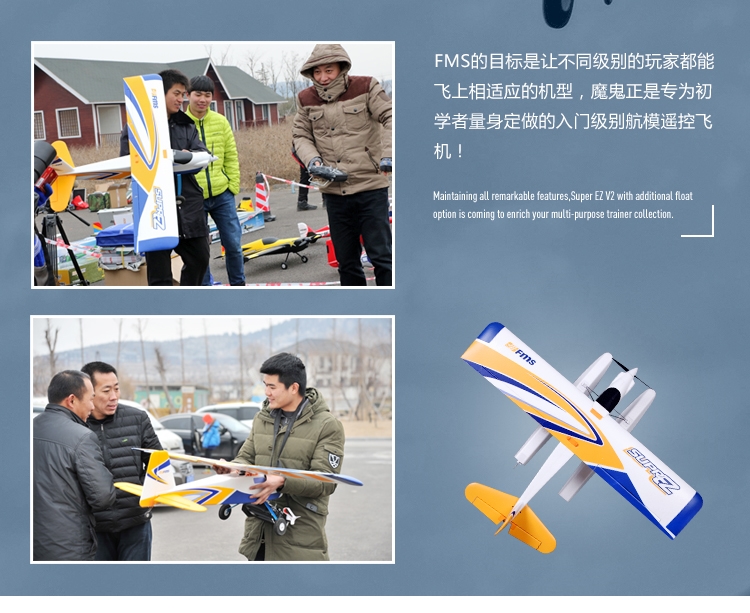 FMS的目标是让不同级别的玩家都能
飞上相适应的机型，魔鬼正是专为初
学者量身定做的入门级别航模遥控飞
机！
Maintaining all remarkable features,Super EZ V2 with additional float
option is coming to enrich your multi-purpose trainer collection.
FMS
SUPER EZ